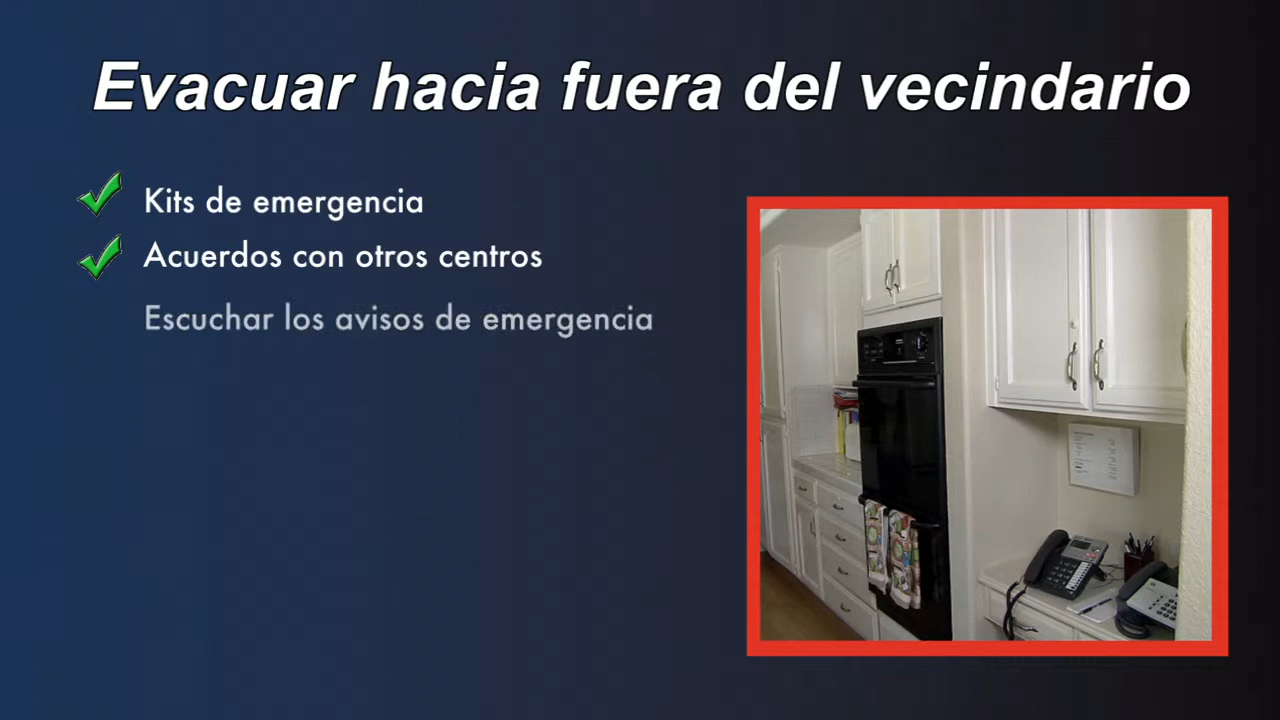 Evacuar hacia fuera del vecindario
Kits de emergencia
Acuerdos con otros centros
Escuchar los avisos de emergencia